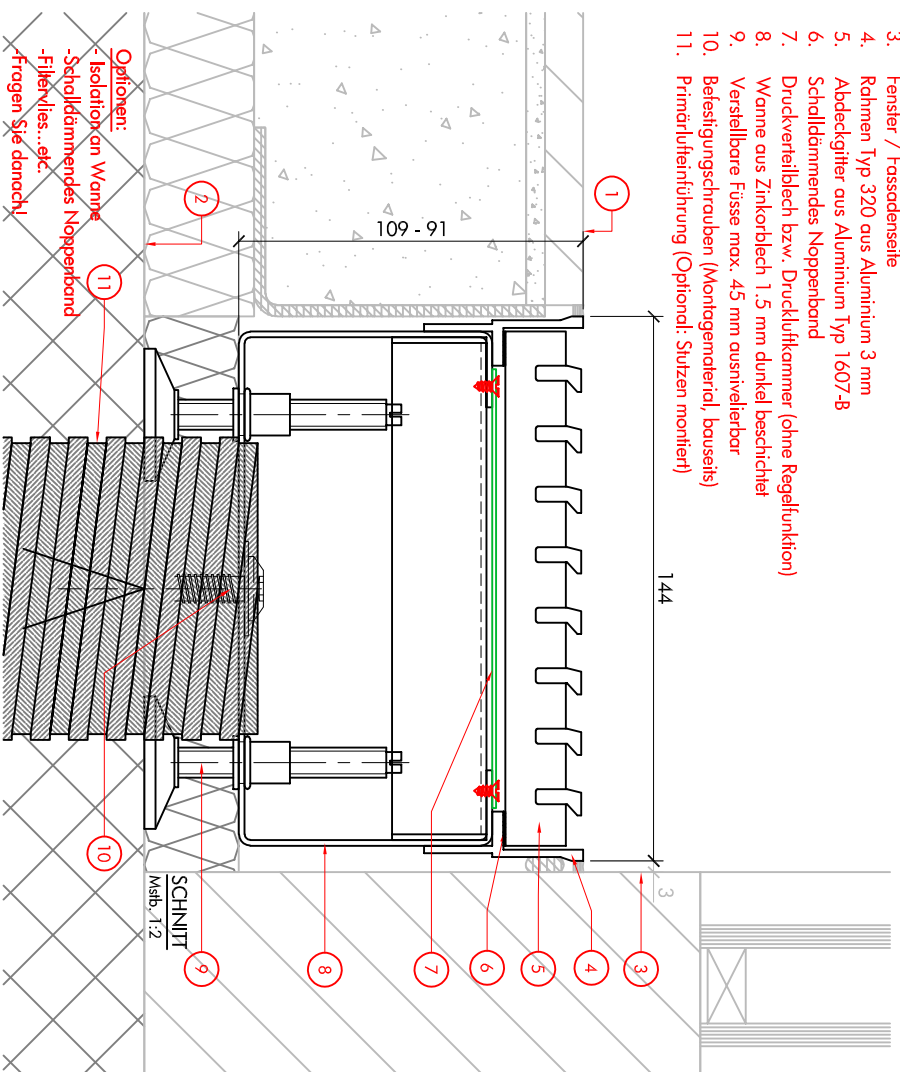 3. Fenster / Fassadenseite
4. Rahmen Typ 320 aus Aluminium 3 mm
5. Abdeckgitter aus Aluminium Typ 1607-B
6. Schalldämmendes Noppenband
7. Druckverteilblech bzw. Druckluftkammer (ohne Regelfunktion)
8. Wanne aus Zinkorblech 1.5 mm dunkel beschichtet
9. Verstellbare Füsse max. 45 mm ausnivelierbar
10. Befestigungschrauben (Montagematerial, bauseits)
11. Primärlufteinführung (Optional: Stutzen montiert)
1
2
109 - 91
144
3
3
4
5
6
7
8
9
10
11
SCHNITT
Mstb. 1:2
Optionen:
- Isolation an Wanne
-Schalldämmendes Noppenband
-Filtervlies...etc.
-Fragen Sie danach!